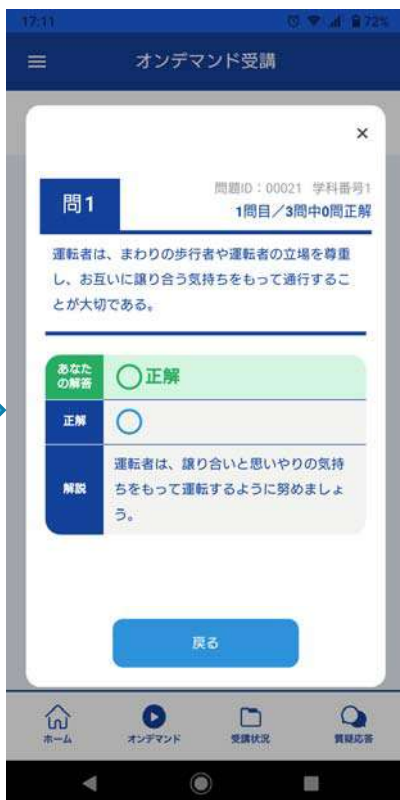 17:11 72%
オンデマンド受講
×
問1
問題ID:00021 学科番号1
1問目/3問中0問正解
運転者は、まわりの歩行者や運転者の立場を尊重
し、お互いに譲り合う気持ちをもって通行するこ
とが大切である。
あなた
の解答
○正解
正解
○
解説
運転者は、譲り合いと思いやりの気持
ちをもって運転するように努めましょ
う。
戻る
ホーム オンデマンド 受講状況 質疑応答